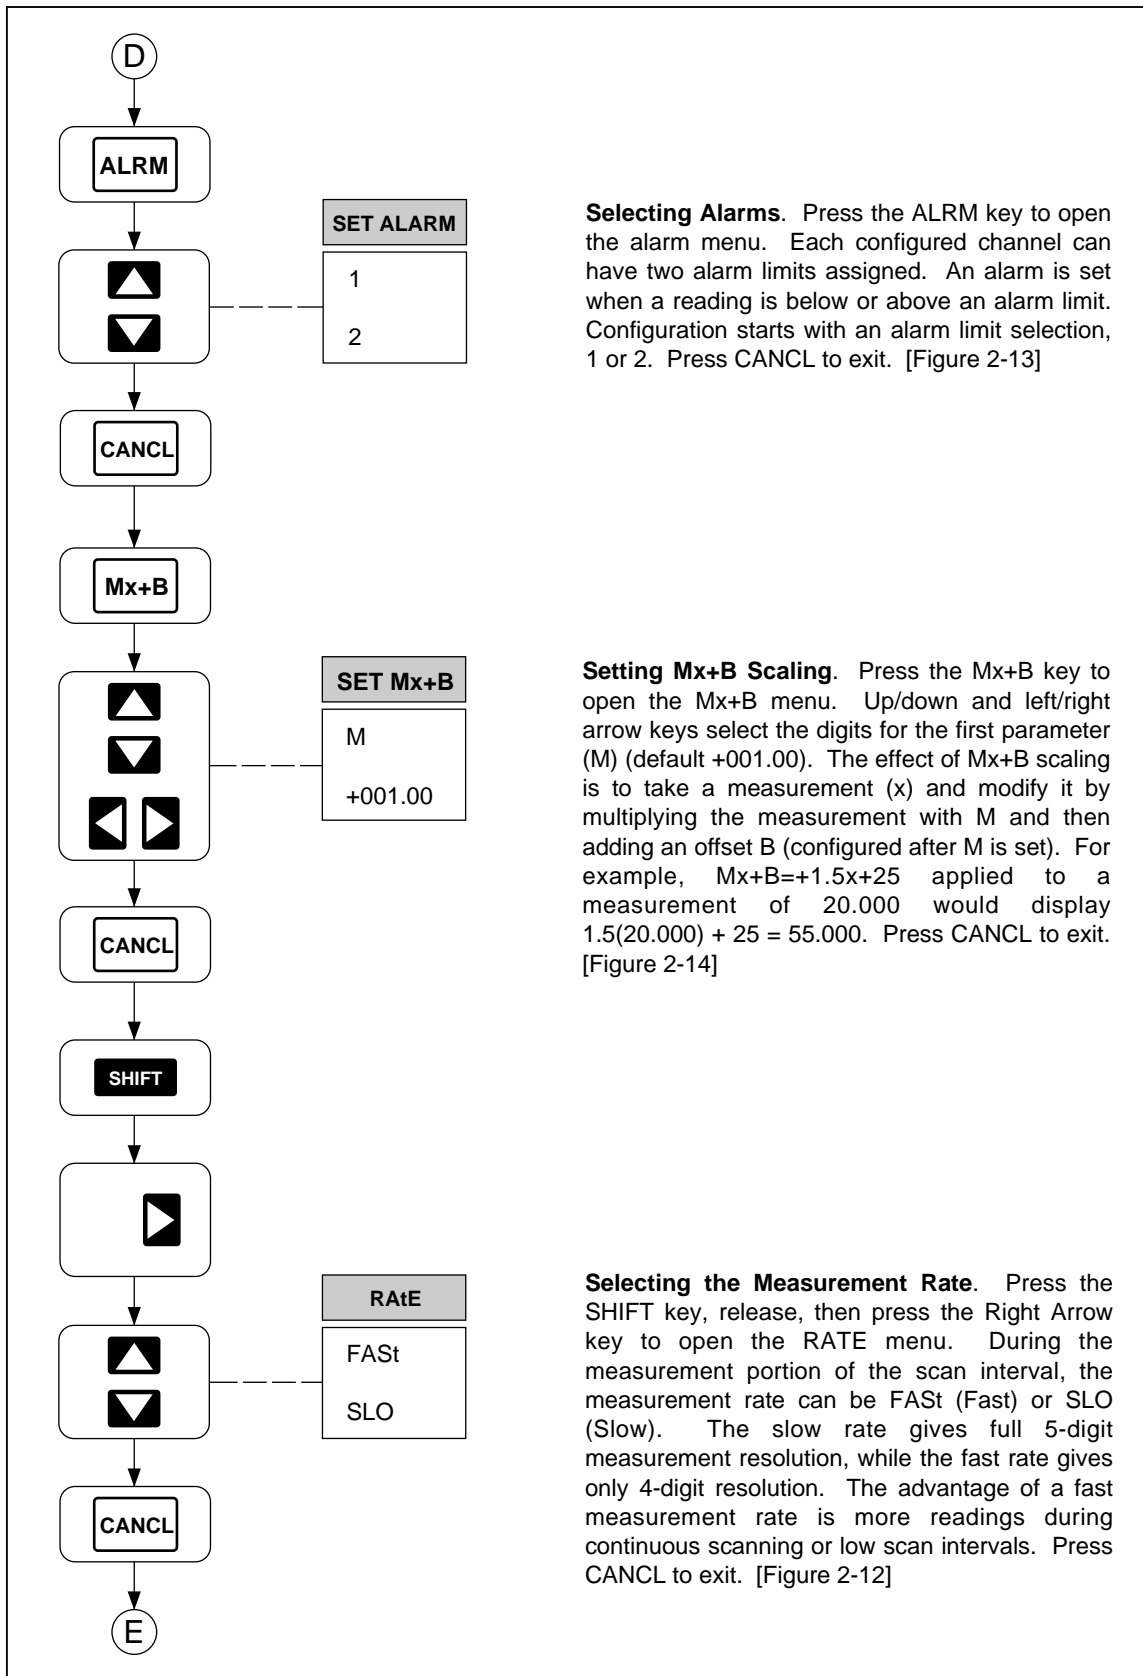 D
ALRM
SET ALARM
1
2
Selecting Alarms. Press the ALRM key to open
the alarm menu. Each configured channel can
have two alarm limits assigned. An alarm is set
when a reading is below or above an alarm limit.
Configuration starts with an alarm limit selection,
1 or 2. Press CANCL to exit. [Figure 2-13]
CANCL
Mx+B
SET Mx+B
M
+001.00
Setting Mx+B Scaling. Press the Mx+B key to
open the Mx+B menu. Up/down and left/right
arrow keys select the digits for the first parameter
(M) (default +001.00). The effect of Mx+B scaling
is to take a measurement (x) and modify it by
multiplying the measurement with M and then
adding an offset B (configured after M is set). For
example, Mx+B=+1.5x+25 applied to a
measurement of 20.000 would display
1.5(20.000) + 25 = 55.000. Press CANCL to exit.
[Figure 2-14]
CANCL
SHIFT
RAtE
FASt
SLO
Selecting the Measurement Rate. Press the
SHIFT key, release, then press the Right Arrow
key to open the RATE menu. During the
measurement portion of the scan interval, the
measurement rate can be FASt (Fast) or SLO
(Slow). The slow rate gives full 5-digit
measurement resolution, while the fast rate gives
only 4-digit resolution. The advantage of a fast
measurement rate is more readings during
continuous scanning or low scan intervals. Press
CANCL to exit. [Figure 2-12]
CANCL
E